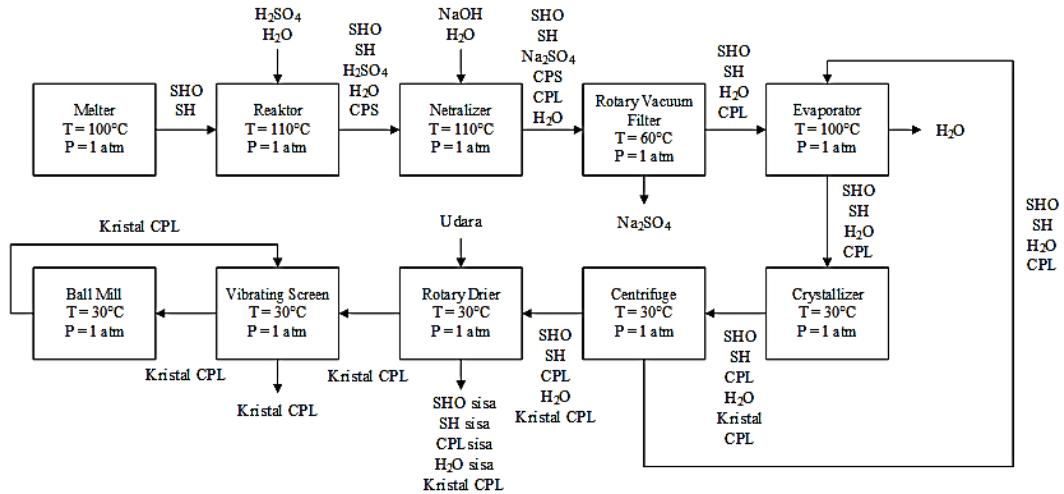 H₂SO₄
H₂O
SHO
SH
H₂SO₄
H₂O
CPS
NaOH
H₂O
SHO
SH
Na₂SO₄
CPS
CPL
H₂O
SHO
SH
H₂O
CPL
Melter
T = 100°C
P = 1 atm
SHO
SH
Reaktor
T = 110°C
P = 1 atm
Netralizer
T = 110°C
P = 1 atm
Rotary Vacuum
Filter
T = 60°C
P = 1 atm
Evaporator
T = 100°C
P = 1 atm
H₂O
Na₂SO₄
SHO
SH
H₂O
CPL
SHO
SH
H₂O
CPL
Kristal CPL
Udara
Ball Mill
T = 30°C
P = 1 atm
Vibrating Screen
T = 30°C
P = 1 atm
Rotary Drier
T = 30°C
P = 1 atm
Centrifuge
T = 30°C
P = 1 atm
Crystallizer
T = 30°C
P = 1 atm
Kristal CPL
Kristal CPL
Kristal CPL
SHO sisa
SH sisa
CPL sisa
H₂O sisa
Kristal CPL
SHO
SH
CPL
H₂O
Kristal CPL
SHO
SH
CPL
H₂O
Kristal
CPL